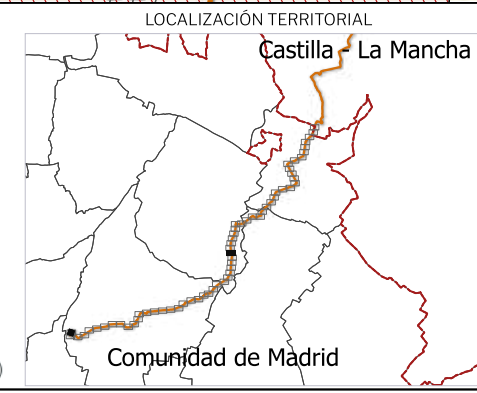 LOCALIZACIÓN TERRITORIAL
Castilla - La Mancha
Comunidad de Madrid